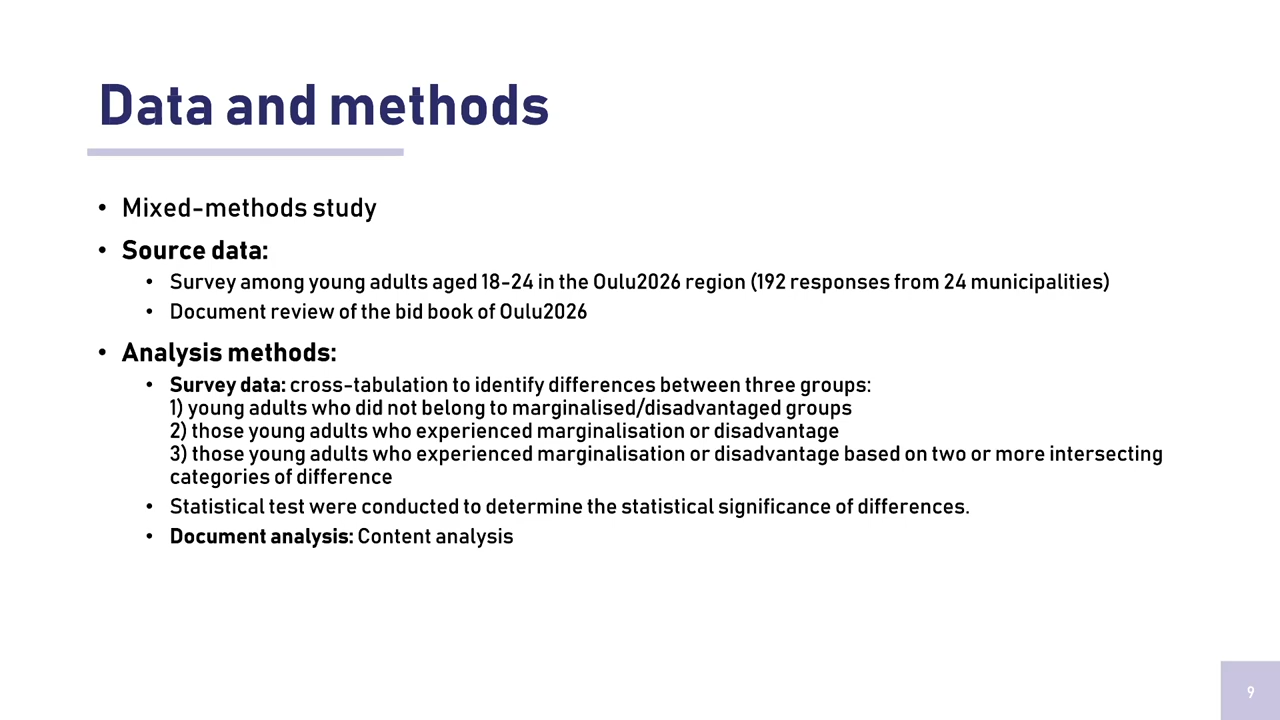 Data and methods
• Mixed-methods study
• Source data:
• Survey among young adults aged 18-24 in the Oulu2026 region (192 responses from 24 municipalities)
• Document review of the bid book of Oulu2026
• Analysis methods:
• Survey data: cross-tabulation to identify differences between three groups:
1) young adults who did not belong to marginalised/disadvantaged groups
2) those young adults who experienced marginalisation or disadvantage
3) those young adults who experienced marginalisation or disadvantage based on two or more intersecting
categories of difference
• Statistical test were conducted to determine the statistical significance of differences.
• Document analysis: Content analysis
9